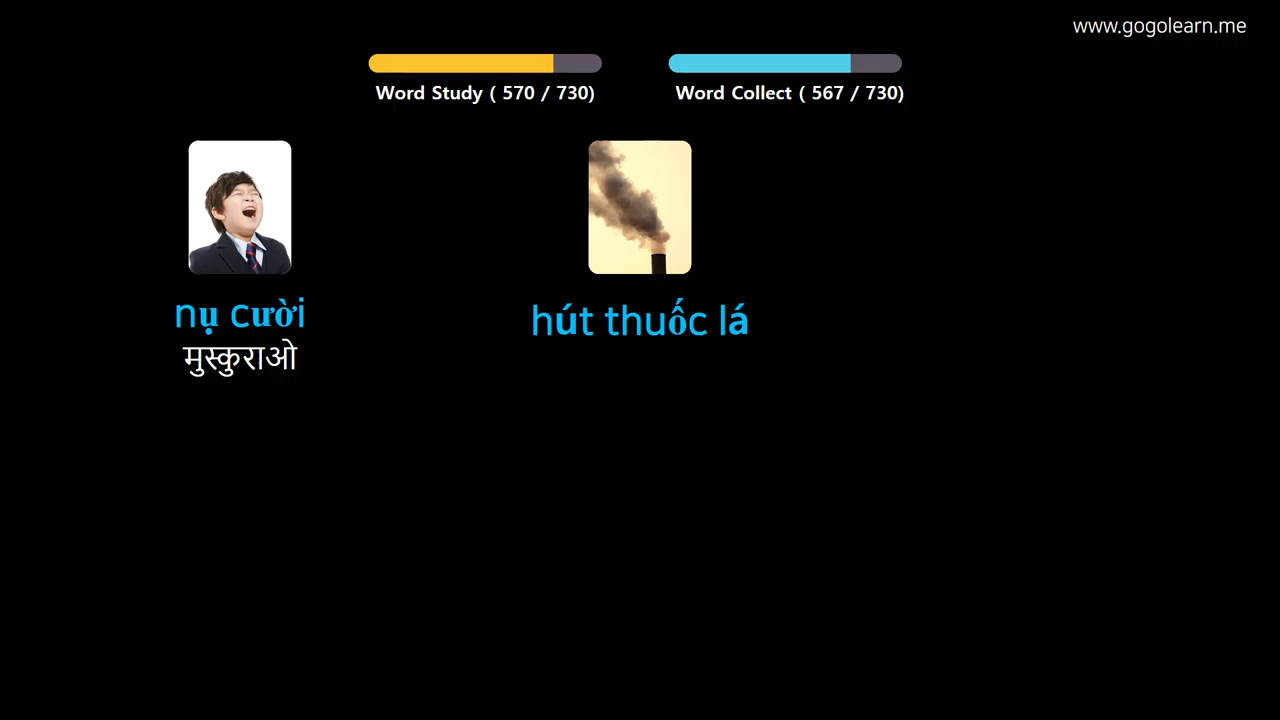 www.gogolearn.me
Word Study ( 570 / 730)
Word Collect ( 567 / 730)
nụ cười
मुस्कुराओ
hút thuốc lá